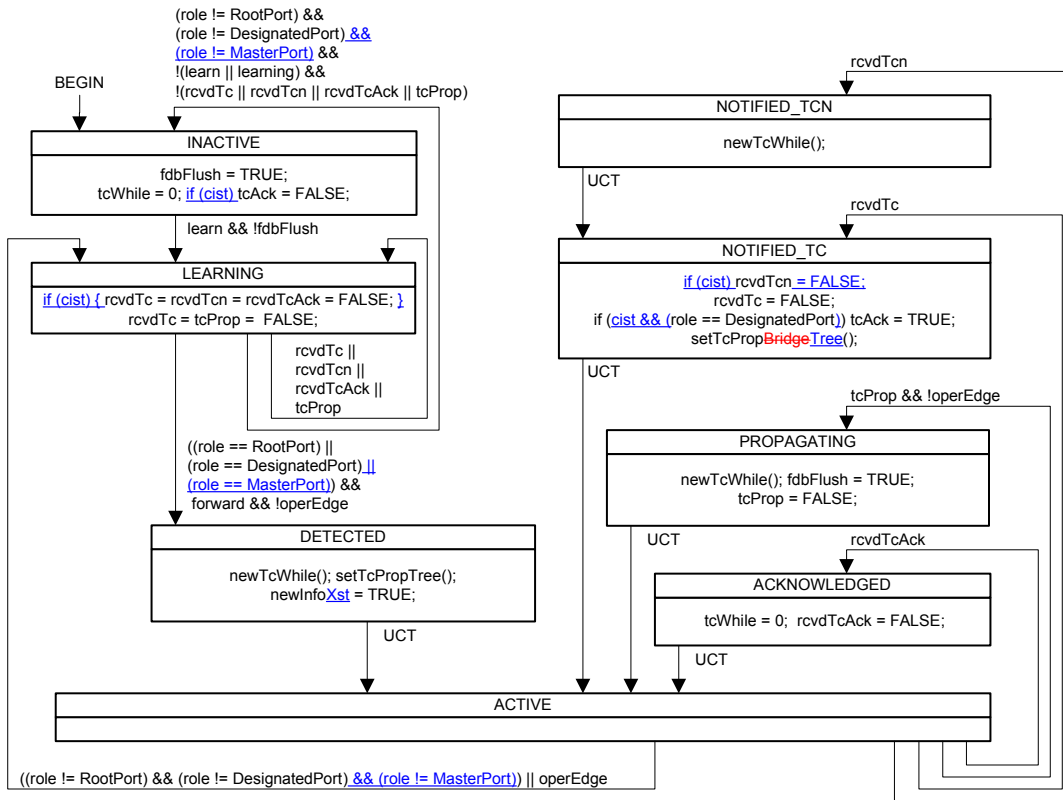 (role != RootPort) &&
(role != DesignatedPort) &&
(role != MasterPort) &&
!(learn || learning) &&
!(rcvdTc || rcvdTcn || rcvdTcAck || tcProp)
BEGIN
INACTIVE
fdbFlush = TRUE;
tcWhile = 0; if (cist) tcAck = FALSE;
learn && !fdbFlush
LEARNING
if (cist) { rcvdTc = rcvdTcn = rcvdTcAck = FALSE; }
rcvdTc = tcProp = FALSE;
rcvdTc ||
rcvdTcn ||
rcvdTcAck ||
tcProp
((role == RootPort) ||
(role == DesignatedPort) ||
(role == MasterPort)) &&
forward && !operEdge
DETECTED
newTcWhile(); setTcPropTree();
newInfoXst = TRUE;
UCT
rcvdTcn
NOTIFIED_TCN
newTcWhile();
UCT
rcvdTc
NOTIFIED_TC
if (cist) rcvdTcn = FALSE;
rcvdTc = FALSE;
if (cist && (role == DesignatedPort)) tcAck = TRUE;
setTcPropBridgeTree();
UCT
tcProp && !operEdge
PROPAGATING
newTcWhile(); fdbFlush = TRUE;
tcProp = FALSE;
UCT
rcvdTcAck
ACKNOWLEDGED
tcWhile = 0; rcvdTcAck = FALSE;
UCT
ACTIVE
((role != RootPort) && (role != DesignatedPort) && (role != MasterPort)) || operEdge